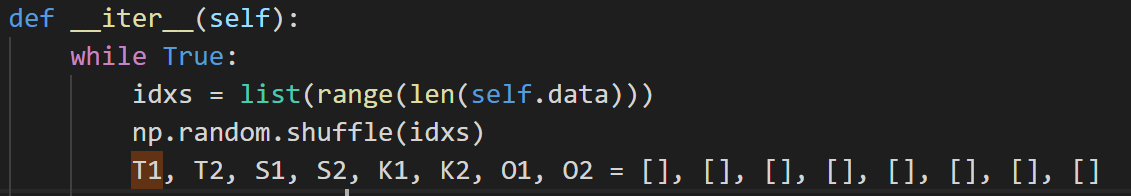 def __iter__(self):
while True:
idxs = list(range(len(self.data)))
np.random.shuffle(idxs)
T1, T2, S1, S2, K1, K2, O1, O2 = [], [], [], [], [], [], [], []